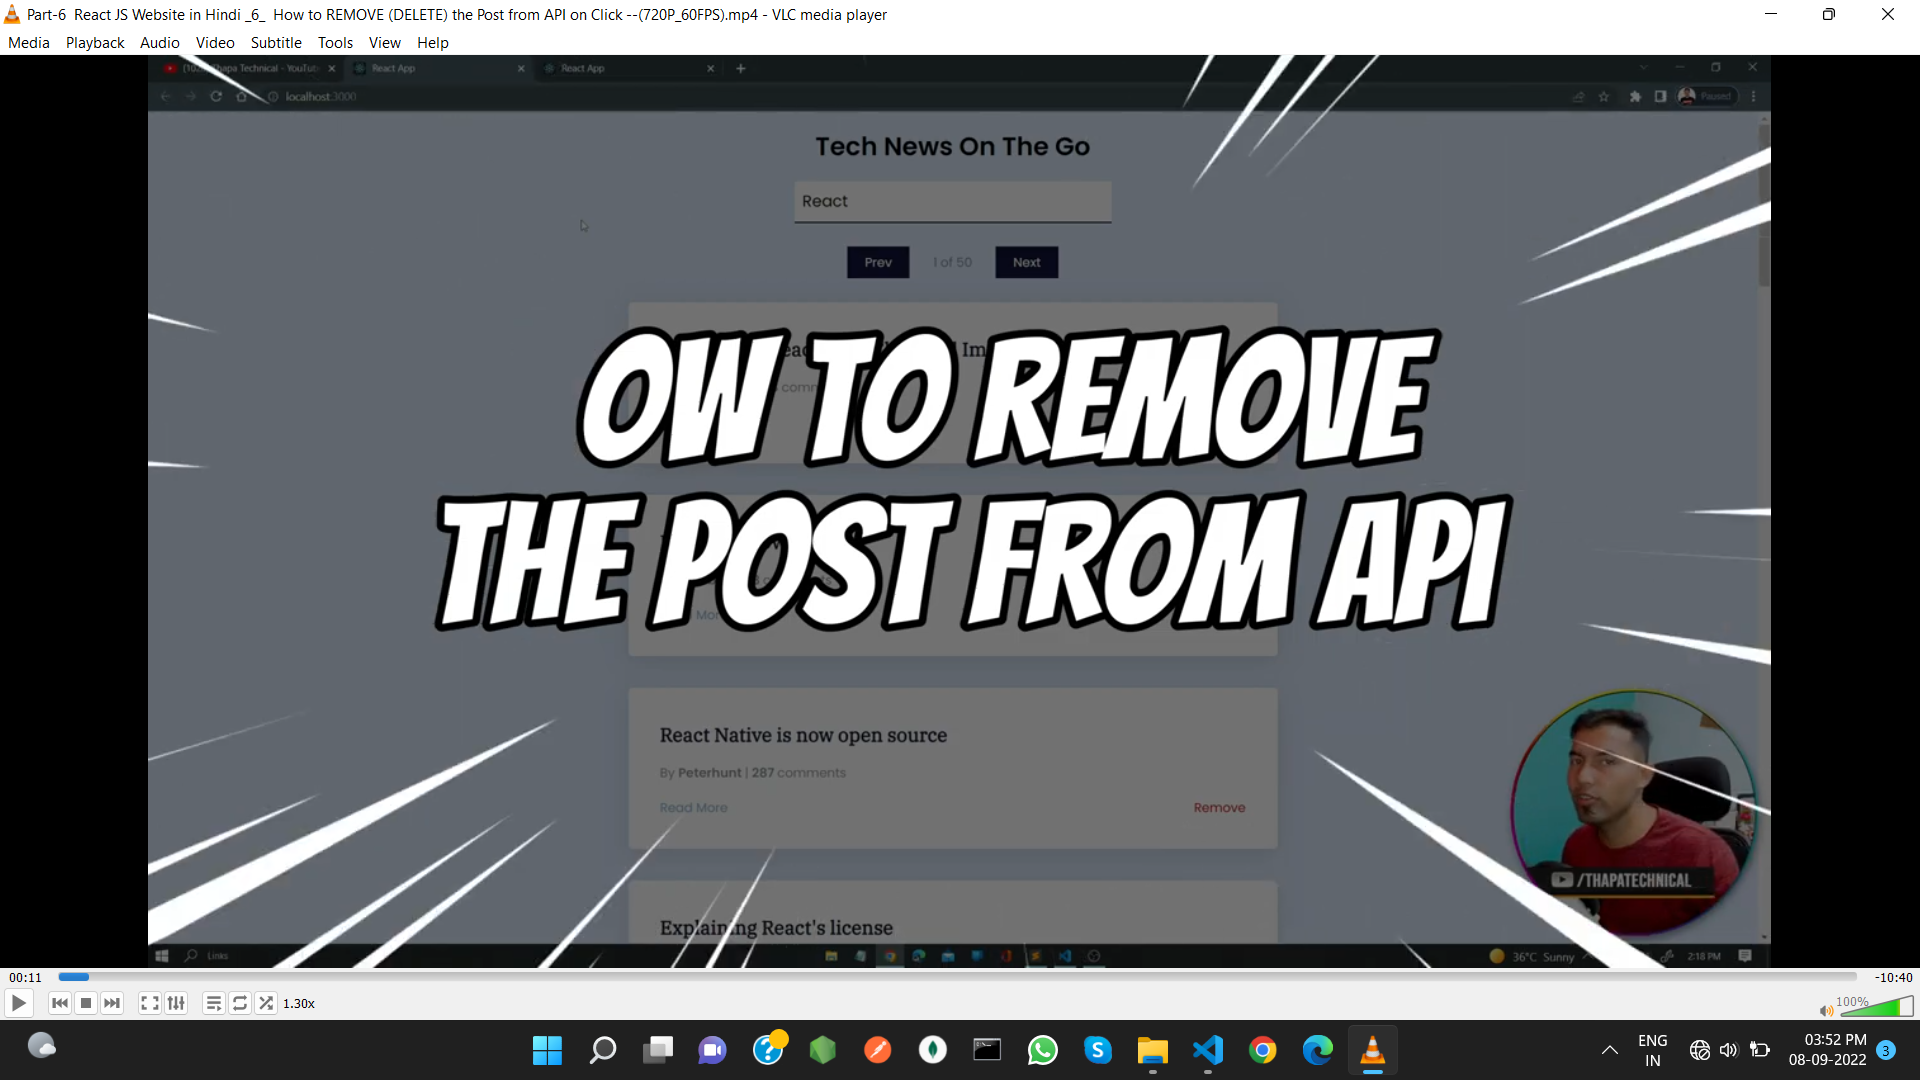 Part-6 React JS Website in Hindi _6_ How to REMOVE (DELETE) the Post from API on Click --(720P_60FPS).mp4 - VLC media player
Media Playback Audio Video Subtitle Tools View Help
Thapa Technical - YouTub React App React App
localhost:3000 Paused
Tech News On The Go
React
Prev 1 of 50 Next
OW TO REMOVE
THE POST FROM API
React Native is now open source
By Peterhunt | 287 comments
Read More Remove
/THAPATECHNICAL
Explaining React's license
Links 36°C Sunny 2:18 PM
00:11 -10:40
1.30x 100%
ENG
IN
03:52 PM
08-09-2022 3